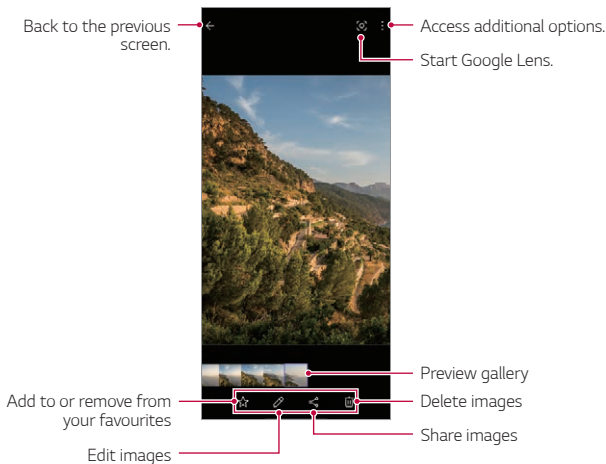 Back to the previous
screen.
Access additional options.
Start Google Lens.
Preview gallery
Add to or remove from
your favourites
Delete images
Share images
Edit images